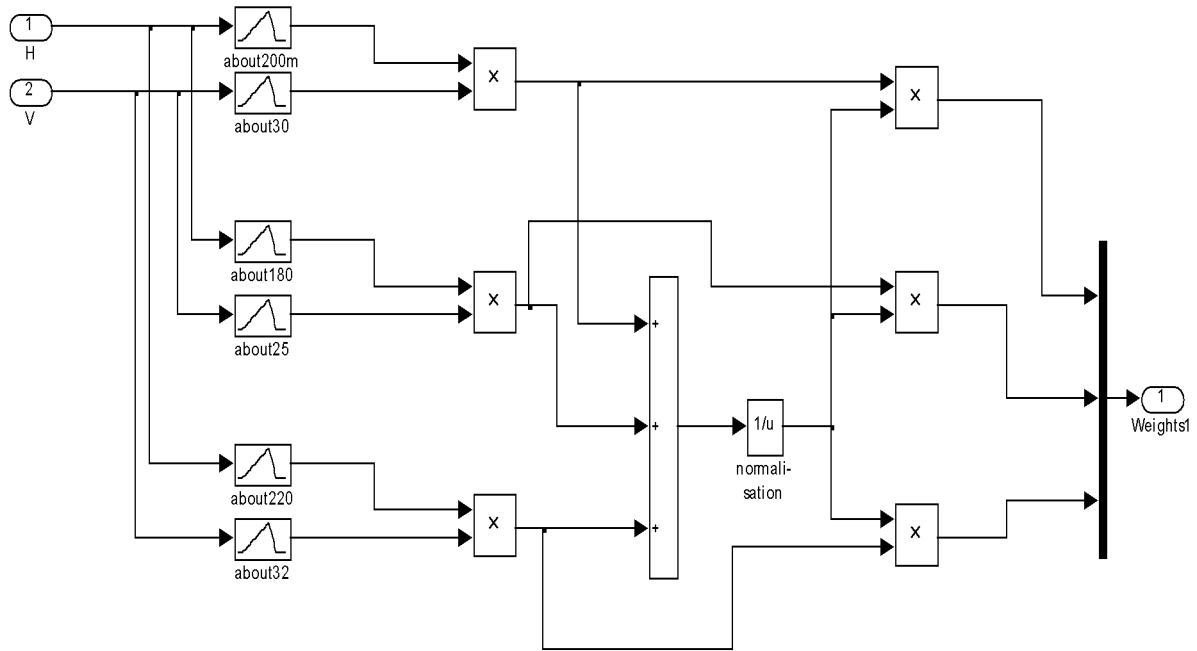 1
H
about200m
X
2
V
about30
X
about180
X
X
about25
+
+
+
1/u
normali-
sation
1
Weights1
about220
X
X
about32